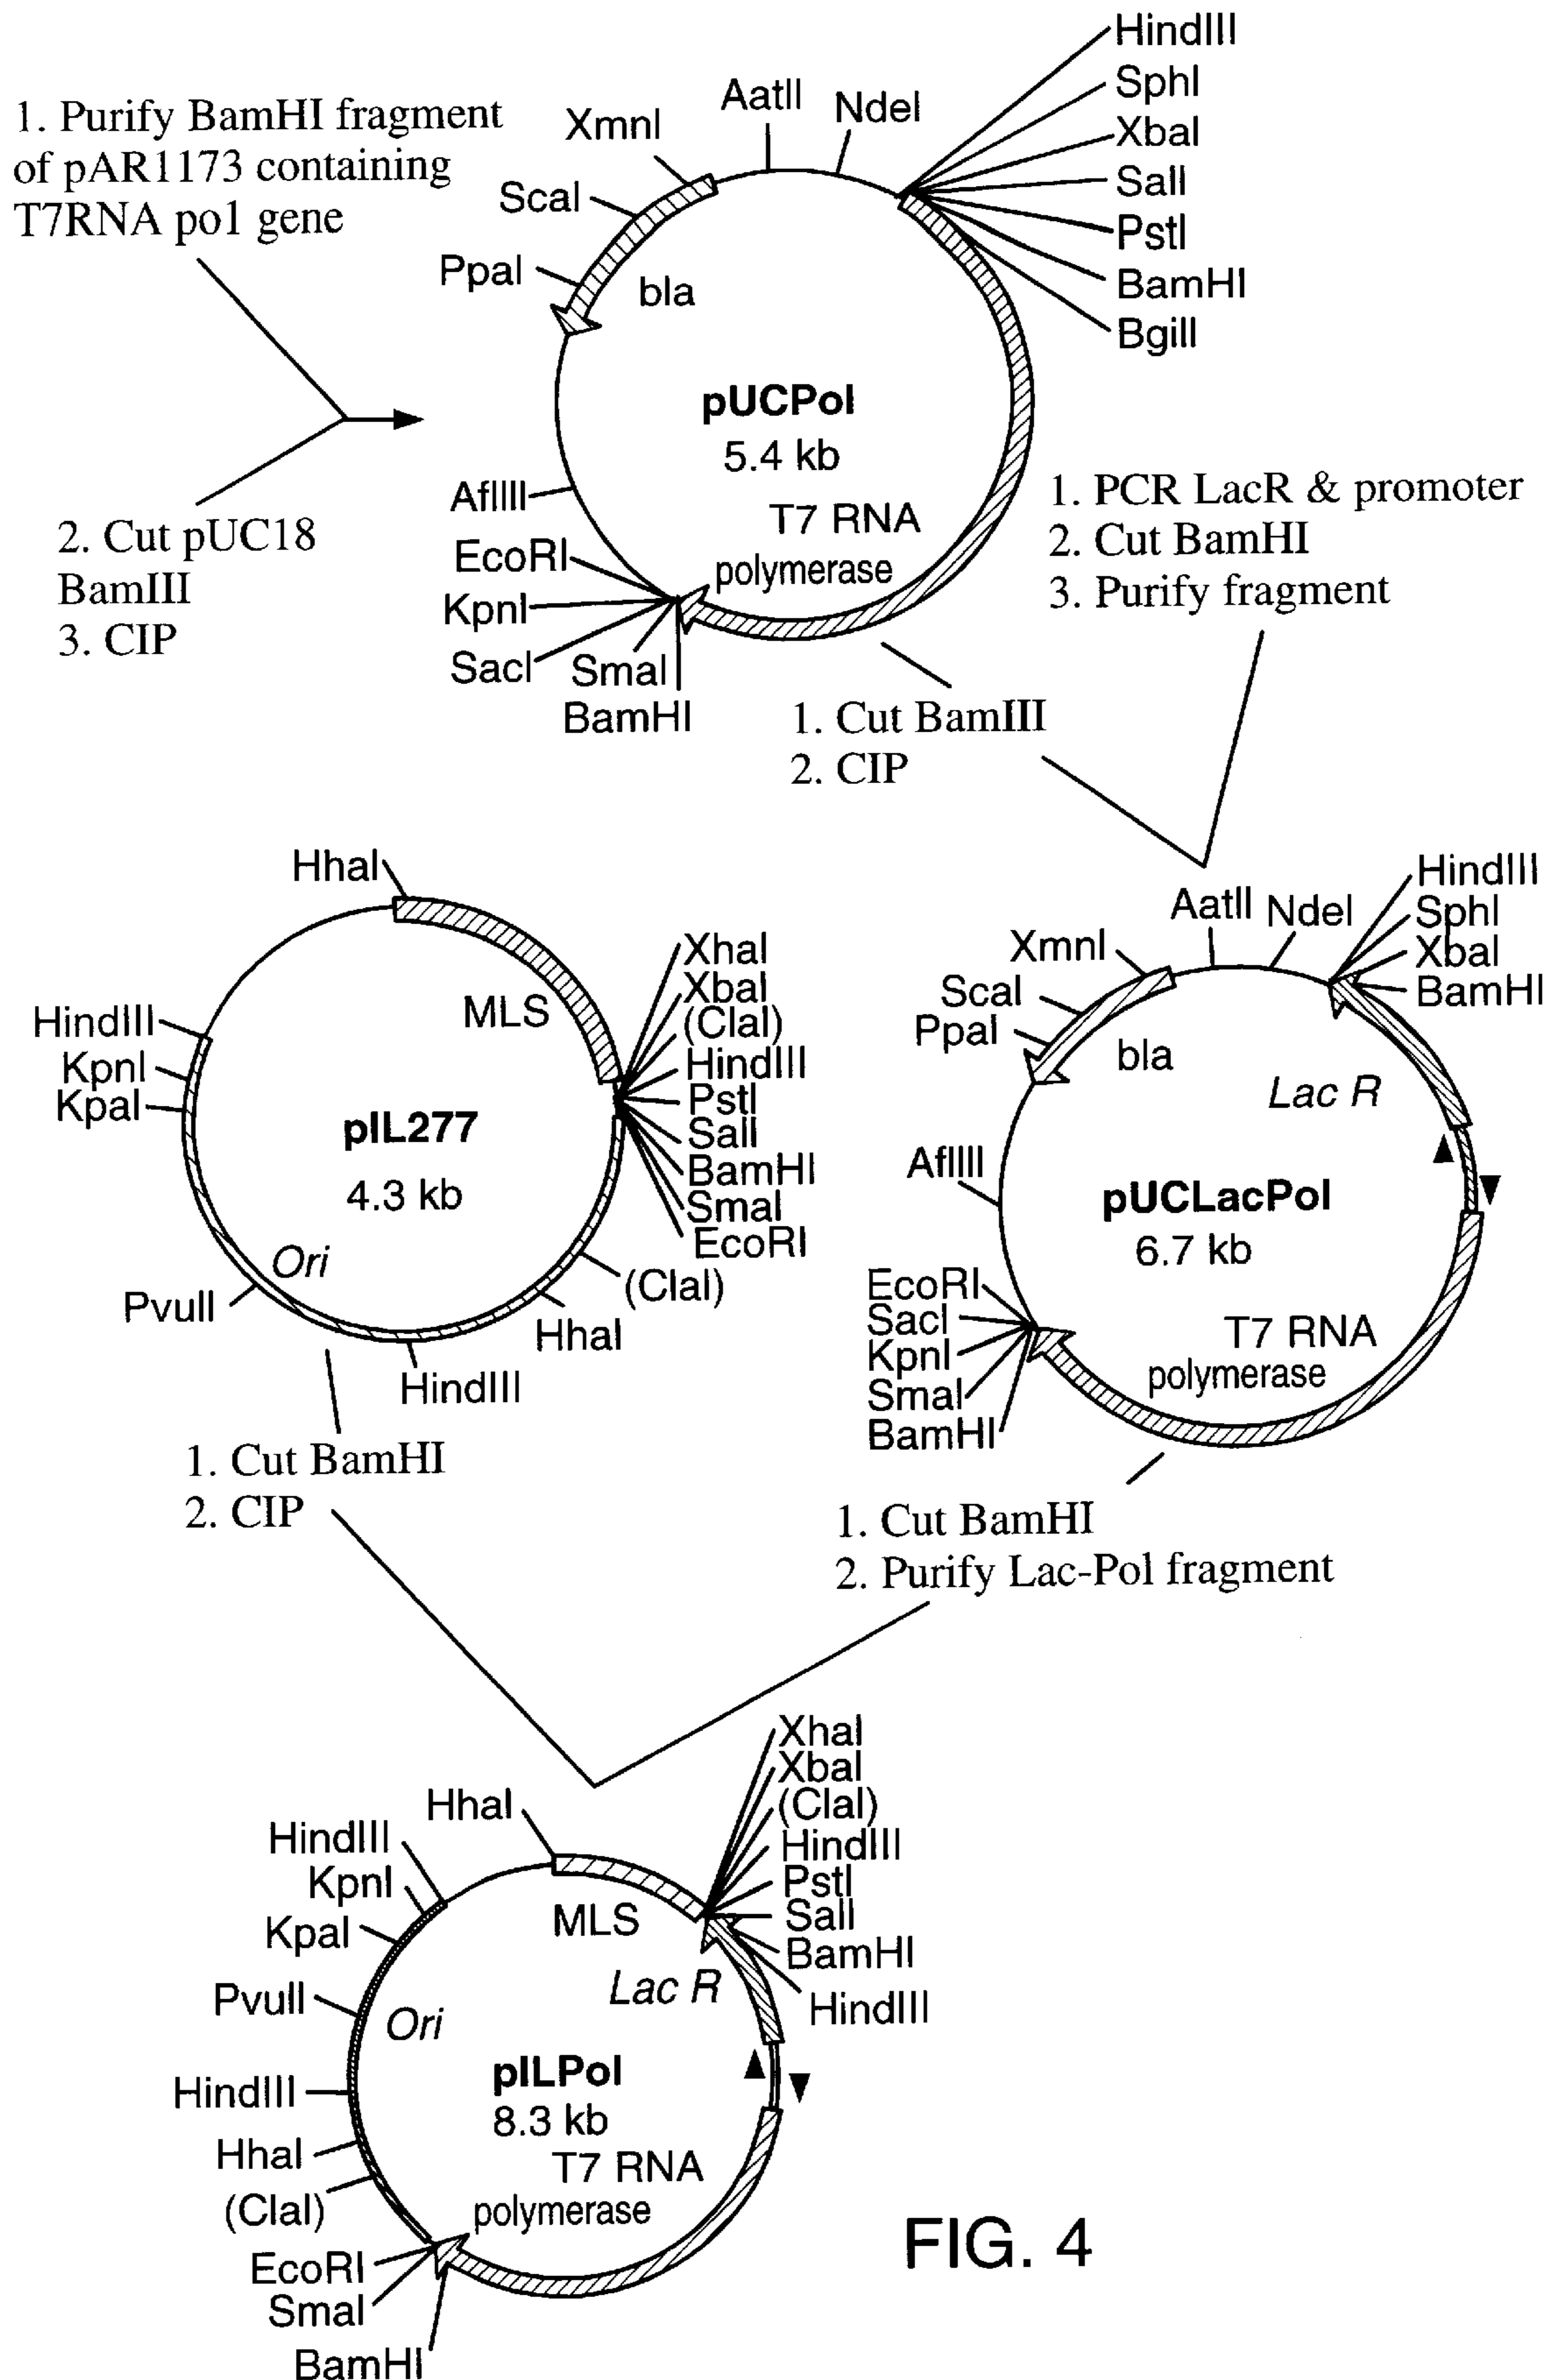 1. Purify BamHI fragment
of pAR1173 containing
T7RNA pol gene
2. Cut pUC18
BamIII
3. CIP
XmnI
AatII
NdeI
ScaI
PpaI
bla
HindIII
SphI
XbaI
SalI
PstI
BamHI
BgiII
pUCPol
5.4 kb
T7 RNA
polymerase
AflIII
EcoRI
KpnI
SacI
SmaI
BamHI
1. PCR LacR & promoter
2. Cut BamHI
3. Purify fragment
1. Cut BamIII
2. CIP
HhaI
MLS
XhaI
XbaI
(ClaI)
HindIII
PstI
SalI
BamHI
SmaI
EcoRI
(ClaI)
HhaI
HindIII
PvuII
Ori
HindIII
KpnI
KpaI
pIL277
4.3 kb
1. Cut BamHI
2. CIP
AatII
NdeI
XmnI
ScaI
PpaI
bla
HindIII
SphI
XbaI
BamHI
Lac R
AflIII
pUCLacPol
6.7 kb
T7 RNA
polymerase
EcoRI
SacI
KpnI
SmaI
BamHI
1. Cut BamHI
2. Purify Lac-Pol fragment
HhaI
MLS
XhaI
XbaI
(ClaI)
HindIII
PstI
SalI
BamHI
HindIII
Lac R
HindIII
KpnI
KpaI
PvuII
Ori
HindIII
HhaI
(ClaI)
EcoRI
SmaI
BamHI
pILPol
8.3 kb
T7 RNA
polymerase
FIG. 4